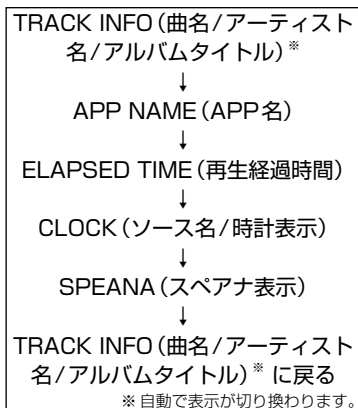 TRACK INFO（曲名/アーティスト
名/アルバムタイトル）※
↓
APP NAME（APP名）
↓
ELAPSED TIME（再生経過時間）
↓
CLOCK（ソース名/時計表示）
↓
SPEANA（スペアナ表示）
↓
TRACK INFO（曲名/アーティスト
名/アルバムタイトル）※ に戻る
※ 自動で表示が切り換わります。